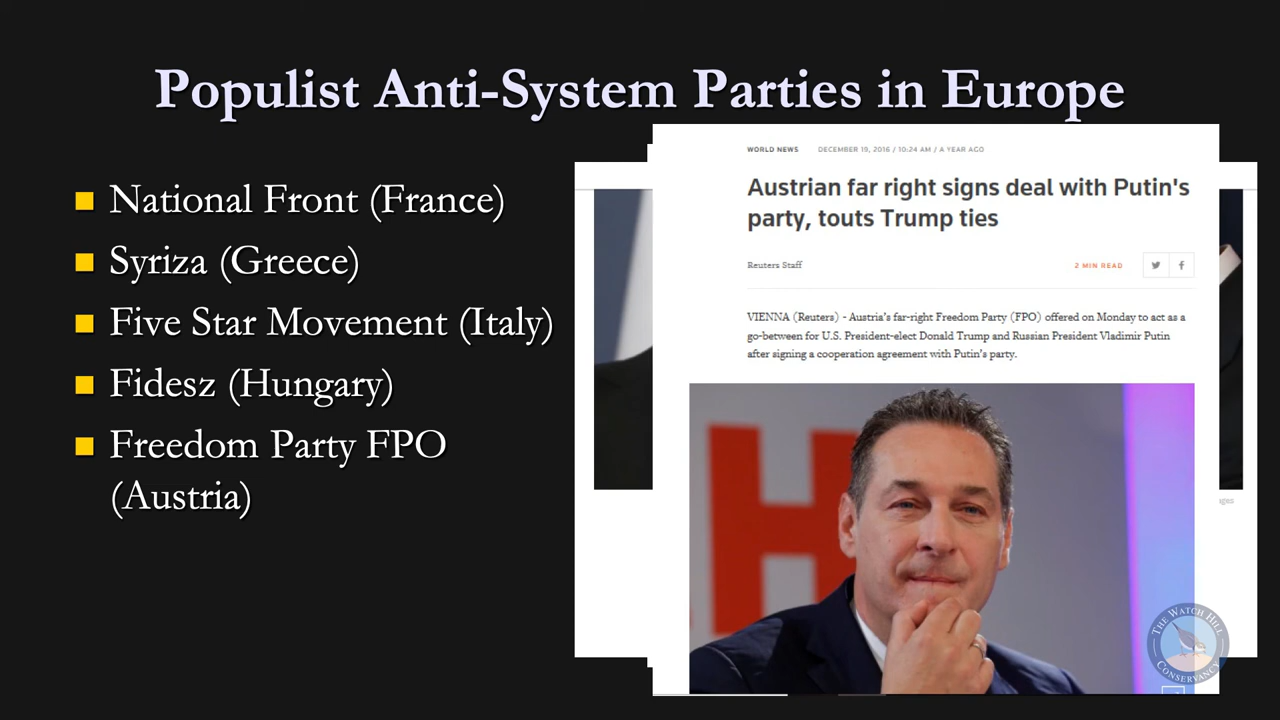 Populist Anti-System Parties in Europe
National Front (France)
Syriza (Greece)
Five Star Movement (Italy)
Fidesz (Hungary)
Freedom Party FPO
(Austria)
WORLD NEWS DECEMBER 19, 2016 / 10:24 AM / A YEAR AGO
Austrian far right signs deal with Putin's
party, touts Trump ties
Reuters Staff 2 MIN READ
VIENNA (Reuters) - Austria's far-right Freedom Party (FPO) offered on Monday to act as a
go-between for U.S. President-elect Donald Trump and Russian President Vladimir Putin
after signing a cooperation agreement with Putin's party.
H
THE WATCH HILL
CONSERVANCY